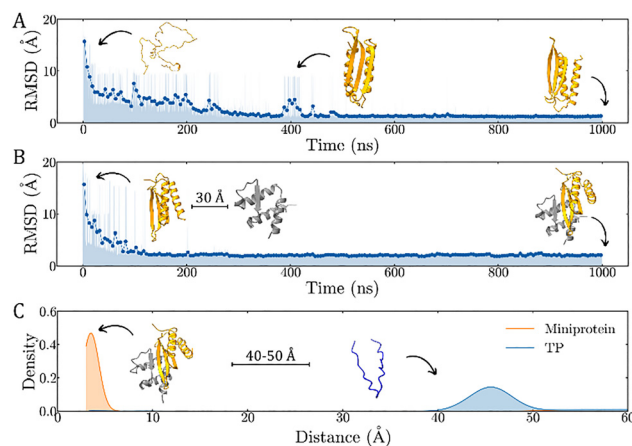 A
RMSD (Å)
20
10
0
0 200 400 600 800 1000
Time (ns)
B
RMSD (Å)
20
10
0
30 Å
0 200 400 600 800 1000
Time (ns)
C
Density
0.6
0.4
0.2
0.0
40-50 Å
Miniprotein
TP
0 10 20 30 40 50 60
Distance (Å)